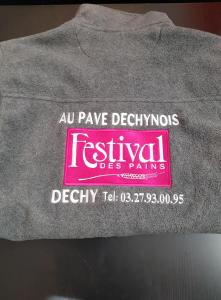 AU PAVE DECHYNOIS
Festival
DES PAINS
DECHY Tel: 03.27.93.00.95